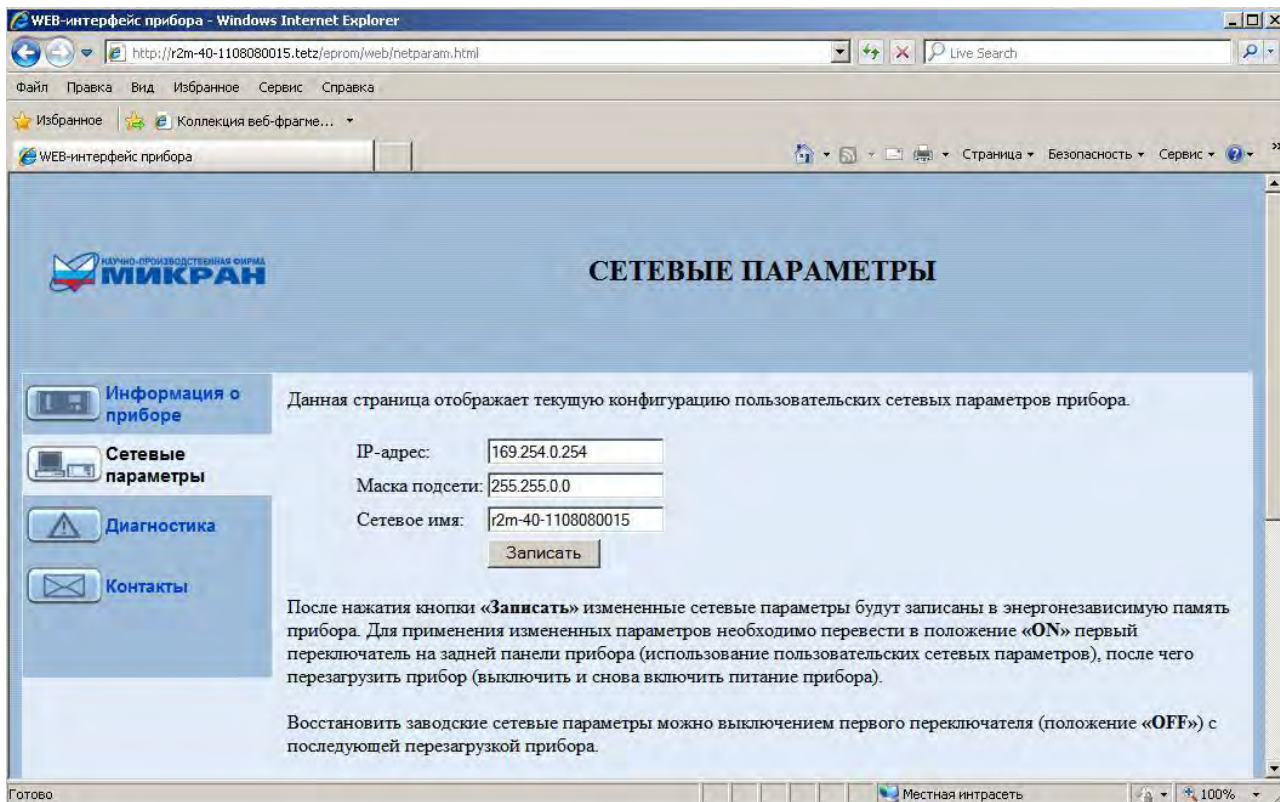 WEB-интерфейс прибора - Windows Internet Explorer
http://r2m-40-1108080015.tetz/eprom/web/netparam.html
Live Search
Файл Правка Вид Избранное Сервис Справка
Избранное Коллекция веб-фрагме...
WEB-интерфейс прибора
Страница Безопасность Сервис
НАУЧНО-ПРОИЗВОДСТВЕННАЯ ФИРМА
МИКРАН
СЕТЕВЫЕ ПАРАМЕТРЫ
Информация о
приборе
Сетевые
параметры
Диагностика
Контакты
Данная страница отображает текущую конфигурацию пользовательских сетевых параметров прибора.
IP-адрес: 169.254.0.254
Маска подсети: 255.255.0.0
Сетевое имя: r2m-40-1108080015
Записать
После нажатия кнопки «Записать» измененные сетевые параметры будут записаны в энергонезависимую память
прибора. Для применения измененных параметров необходимо перевести в положение «ON» первый
переключатель на задней панели прибора (использование пользовательских сетевых параметров), после чего
перезагрузить прибор (выключить и снова включить питание прибора).
Восстановить заводские сетевые параметры можно выключением первого переключателя (положение «OFF») с
последующей перезагрузкой прибора.
Готово
Местная интрасеть
100%